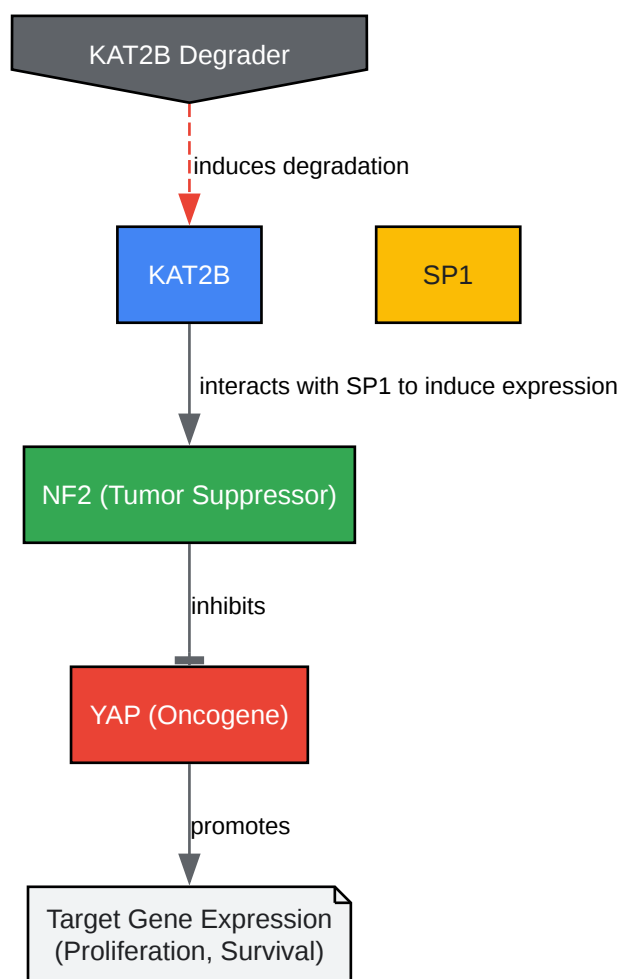 KAT2B Degrader
induces degradation
KAT2B
SP1
interacts with SP1 to induce expression
NF2 (Tumor Suppressor)
inhibits
YAP (Oncogene)
promotes
Target Gene Expression
(Proliferation, Survival)